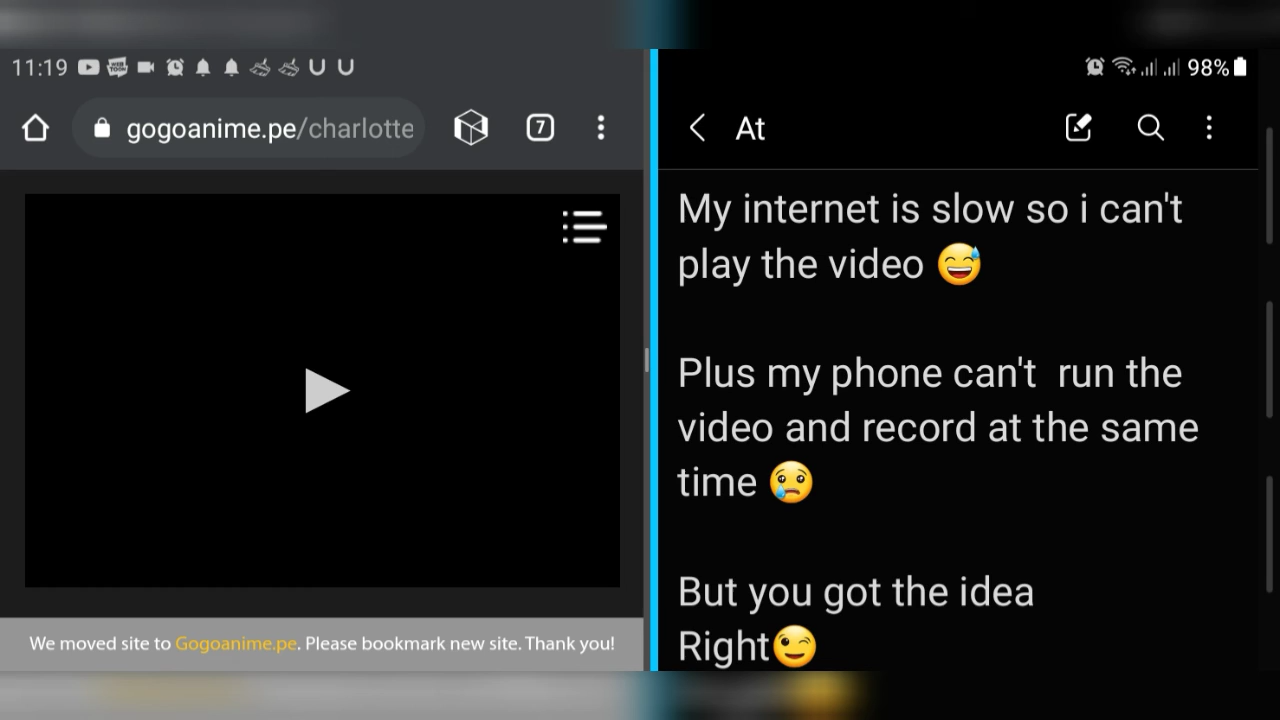 11:19
98%
gogoanime.pe/charlotte
7
At
My internet is slow so i can't
play the video 😅
Plus my phone can't  run the
video and record at the same
time 😢
But you got the idea
Right😉
We moved site to Gogoanime.pe. Please bookmark new site. Thank you!